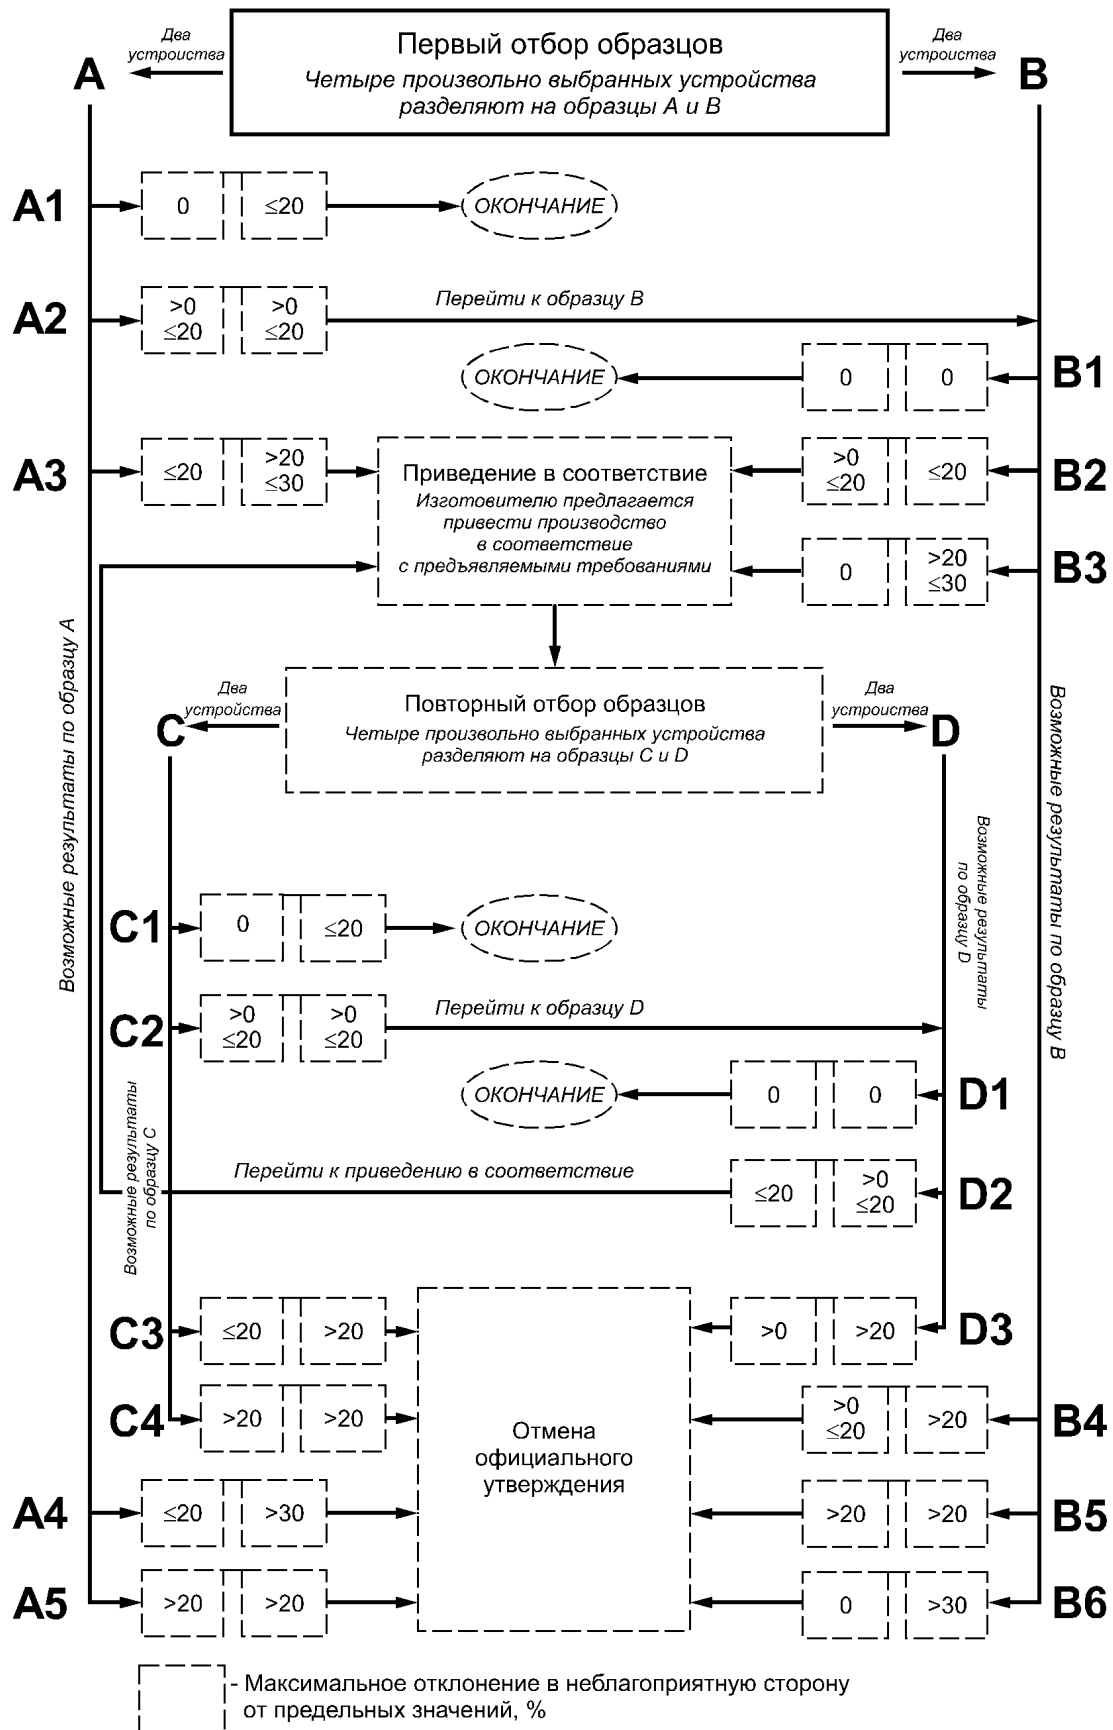 Первый отбор образцов
Четыре произвольно выбранных устройства
разделяют на образцы А и В
Два
устроиства
A
Два
устроиства
B
A1
0
≤20
ОКОНЧАНИЕ
A2
>0
≤20
>0
≤20
Перейти к образцу В
ОКОНЧАНИЕ
0
0
B1
A3
≤20
>20
≤30
Приведение в соответствие
Изготовителю предлагается
привести производство
в соответствие
с предъявляемыми требованиями
>0
≤20
≤20
B2
0
>20
≤30
B3
Возможные результаты по образцу А
Возможные результаты по образцу В
Два
устройства
C
Повторный отбор образцов
Четыре произвольно выбранных устройства
разделяют на образцы С и D
Два
устройства
D
Возможные результаты
по образцу D
C1
0
≤20
ОКОНЧАНИЕ
C2
>0
≤20
>0
≤20
Перейти к образцу D
Возможные результаты
по образцу С
ОКОНЧАНИЕ
0
0
D1
Перейти к приведению в соответствие
≤20
>0
≤20
D2
C3
≤20
>20
>0
>20
D3
C4
>20
>20
Отмена
официального
утверждения
>0
≤20
>20
B4
A4
≤20
>30
>20
>20
B5
A5
>20
>20
0
>30
B6
- Максимальное отклонение в неблагоприятную сторону
от предельных значений, %